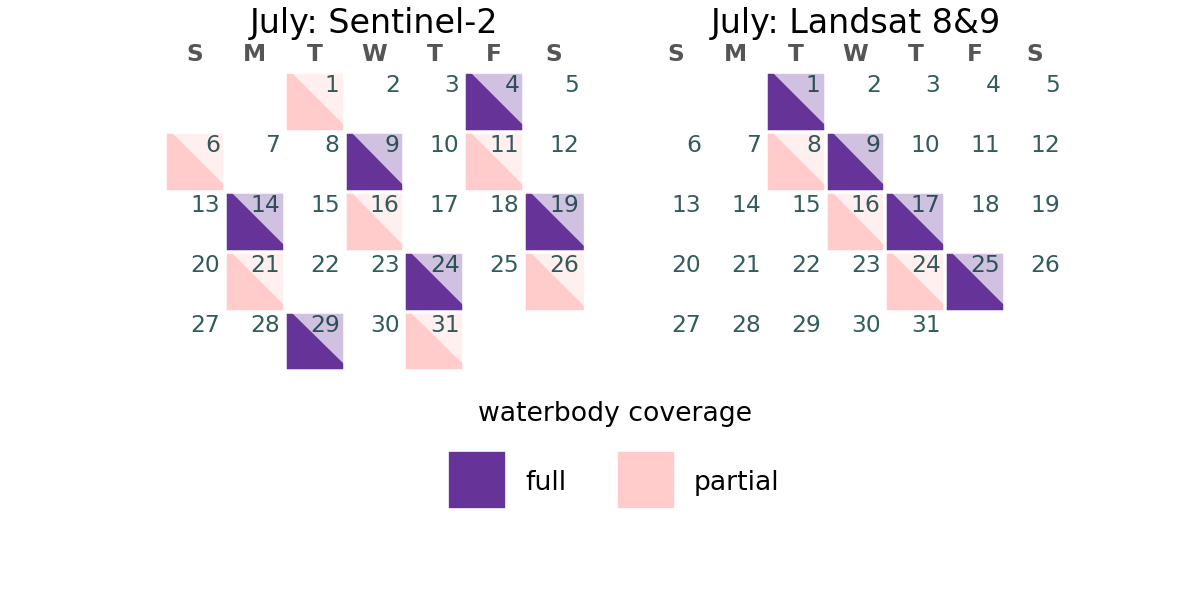 July: Sentinel-2
S M T W T F S
1 2 3 4 5
6 7 8 9 10 11 12
13 14 15 16 17 18 19
20 21 22 23 24 25 26
27 28 29 30 31
July: Landsat 8&9
S M T W T F S
1 2 3 4 5
6 7 8 9 10 11 12
13 14 15 16 17 18 19
20 21 22 23 24 25 26
27 28 29 30 31
waterbody coverage
full partial